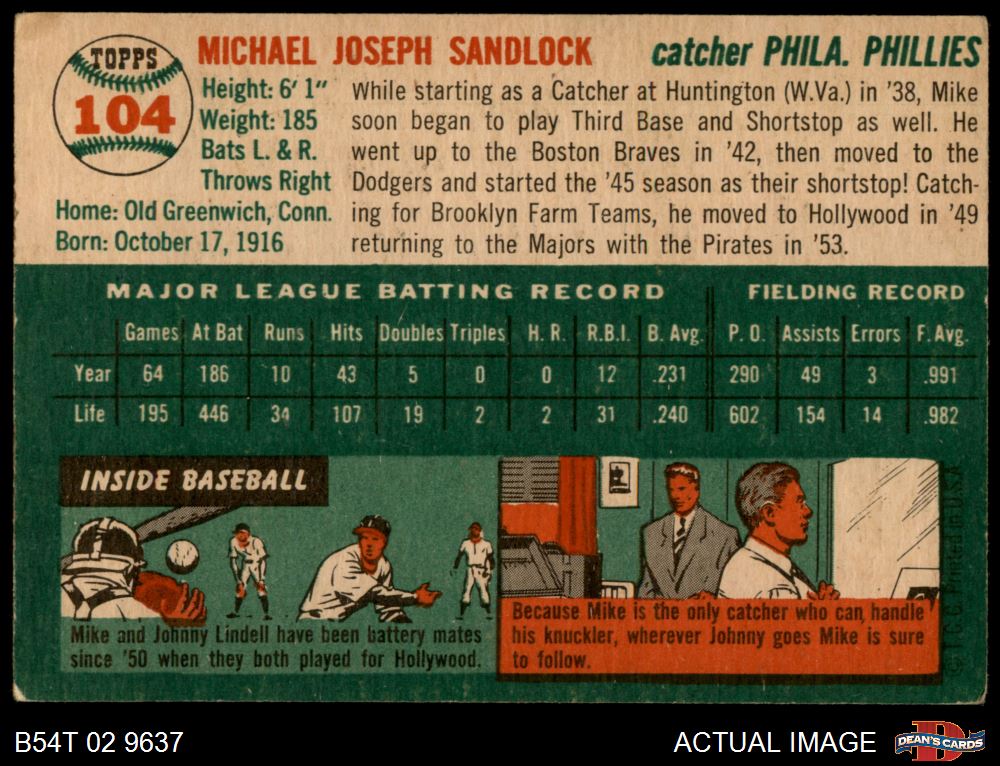 TOPPS
104
MICHAEL JOSEPH SANDLOCK
catcher PHILA. PHILLIES
Height: 6' 1"
Weight: 185
Bats L. & R.
Throws Right
Home: Old Greenwich, Conn.
Born: October 17, 1916
While starting as a Catcher at Huntington (W.Va.) in '38, Mike
soon began to play Third Base and Shortstop as well. He
went up to the Boston Braves in '42, then moved to the
Dodgers and started the '45 season as their shortstop! Catch-
ing for Brooklyn Farm Teams, he moved to Hollywood in '49
returning to the Majors with the Pirates in '53.
MAJOR LEAGUE BATTING RECORD FIELDING RECORD
Games At Bat Runs Hits Doubles Triples H. R. R.B.I. B. Avg. P. O. Assists Errors F. Avg.
Year 64 186 10 43 5 0 0 12 .231 290 49 3 .991
Life 195 446 34 107 19 2 2 31 .240 602 154 14 .982
INSIDE BASEBALL
Mike and Johnny Lindell have been battery mates
since '50 when they both played for Hollywood.
Because Mike is the only catcher who can handle
his knuckler, wherever Johnny goes Mike is sure
to follow.
© T. C. G. Printed in U.S.A.
B54T 02 9637
ACTUAL IMAGE
DEAN'S CARDS